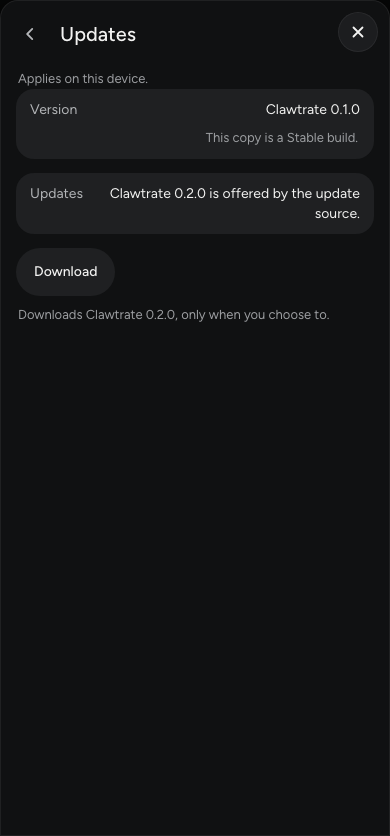 Updates
Applies on this device.
Version Clawtrate 0.1.0
This copy is a Stable build.
Updates Clawtrate 0.2.0 is offered by the update
source.
Download
Downloads Clawtrate 0.2.0, only when you choose to.